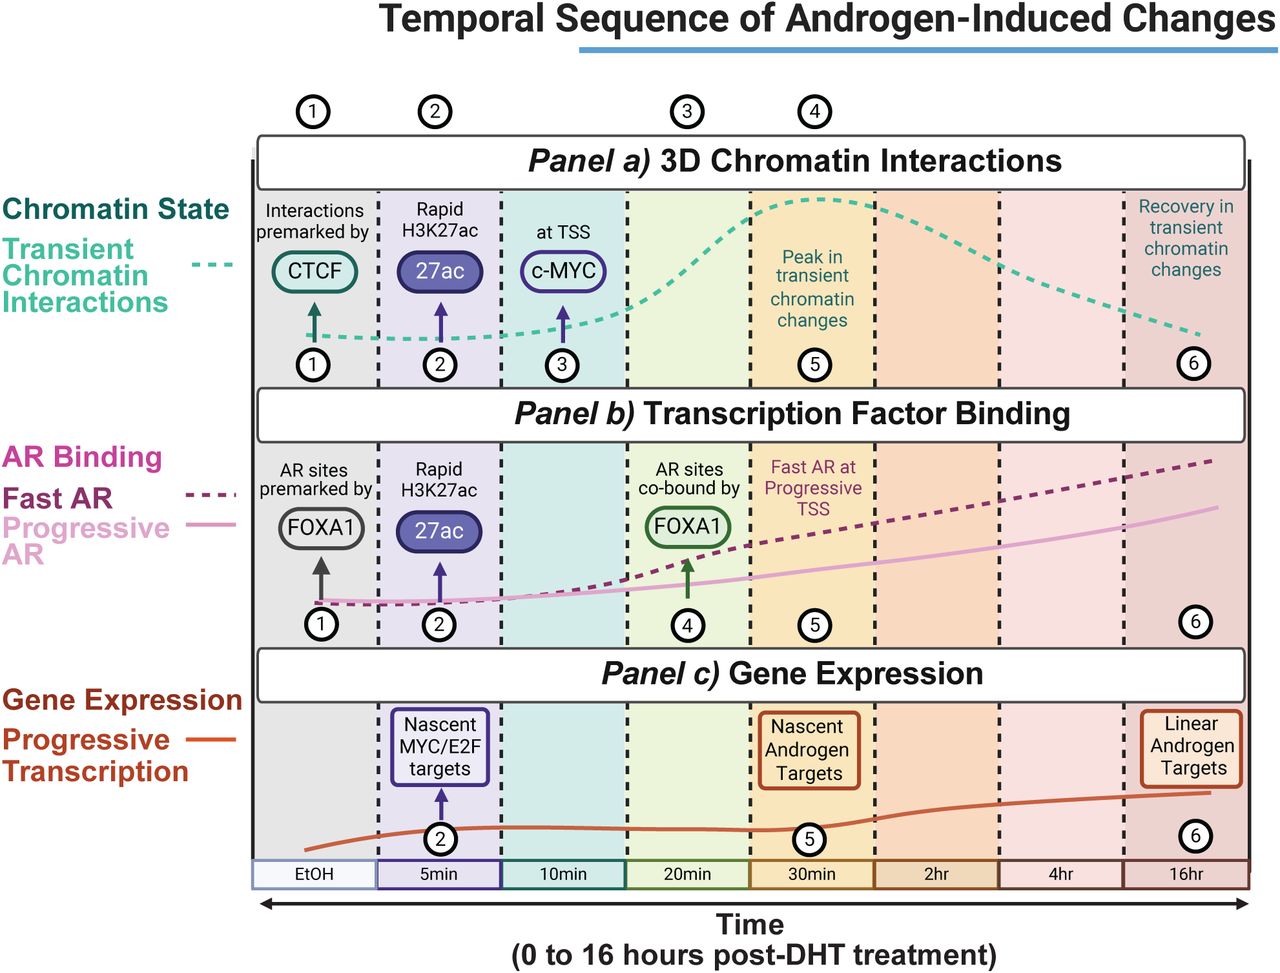 Temporal Sequence of Androgen-Induced Changes
1 2 3 4
Panel a) 3D Chromatin Interactions
Chromatin State
Transient
Chromatin
Interactions
Interactions
premarked by
CTCF
1
Rapid
H3K27ac
27ac
2
at TSS
c-MYC
3
Peak in
transient
chromatin
changes
5
Recovery in
transient
chromatin
changes
6
Panel b) Transcription Factor Binding
AR Binding
Fast AR
Progressive
AR
AR sites
premarked by
FOXA1
1
Rapid
H3K27ac
27ac
2
AR sites
co-bound by
FOXA1
4
Fast AR at
Progressive
TSS
5
6
Panel c) Gene Expression
Gene Expression
Progressive
Transcription
Nascent
MYC/E2F
targets
2
Nascent
Androgen
Targets
5
Linear
Androgen
Targets
6
EtOH 5min 10min 20min 30min 2hr 4hr 16hr
Time
(0 to 16 hours post-DHT treatment)